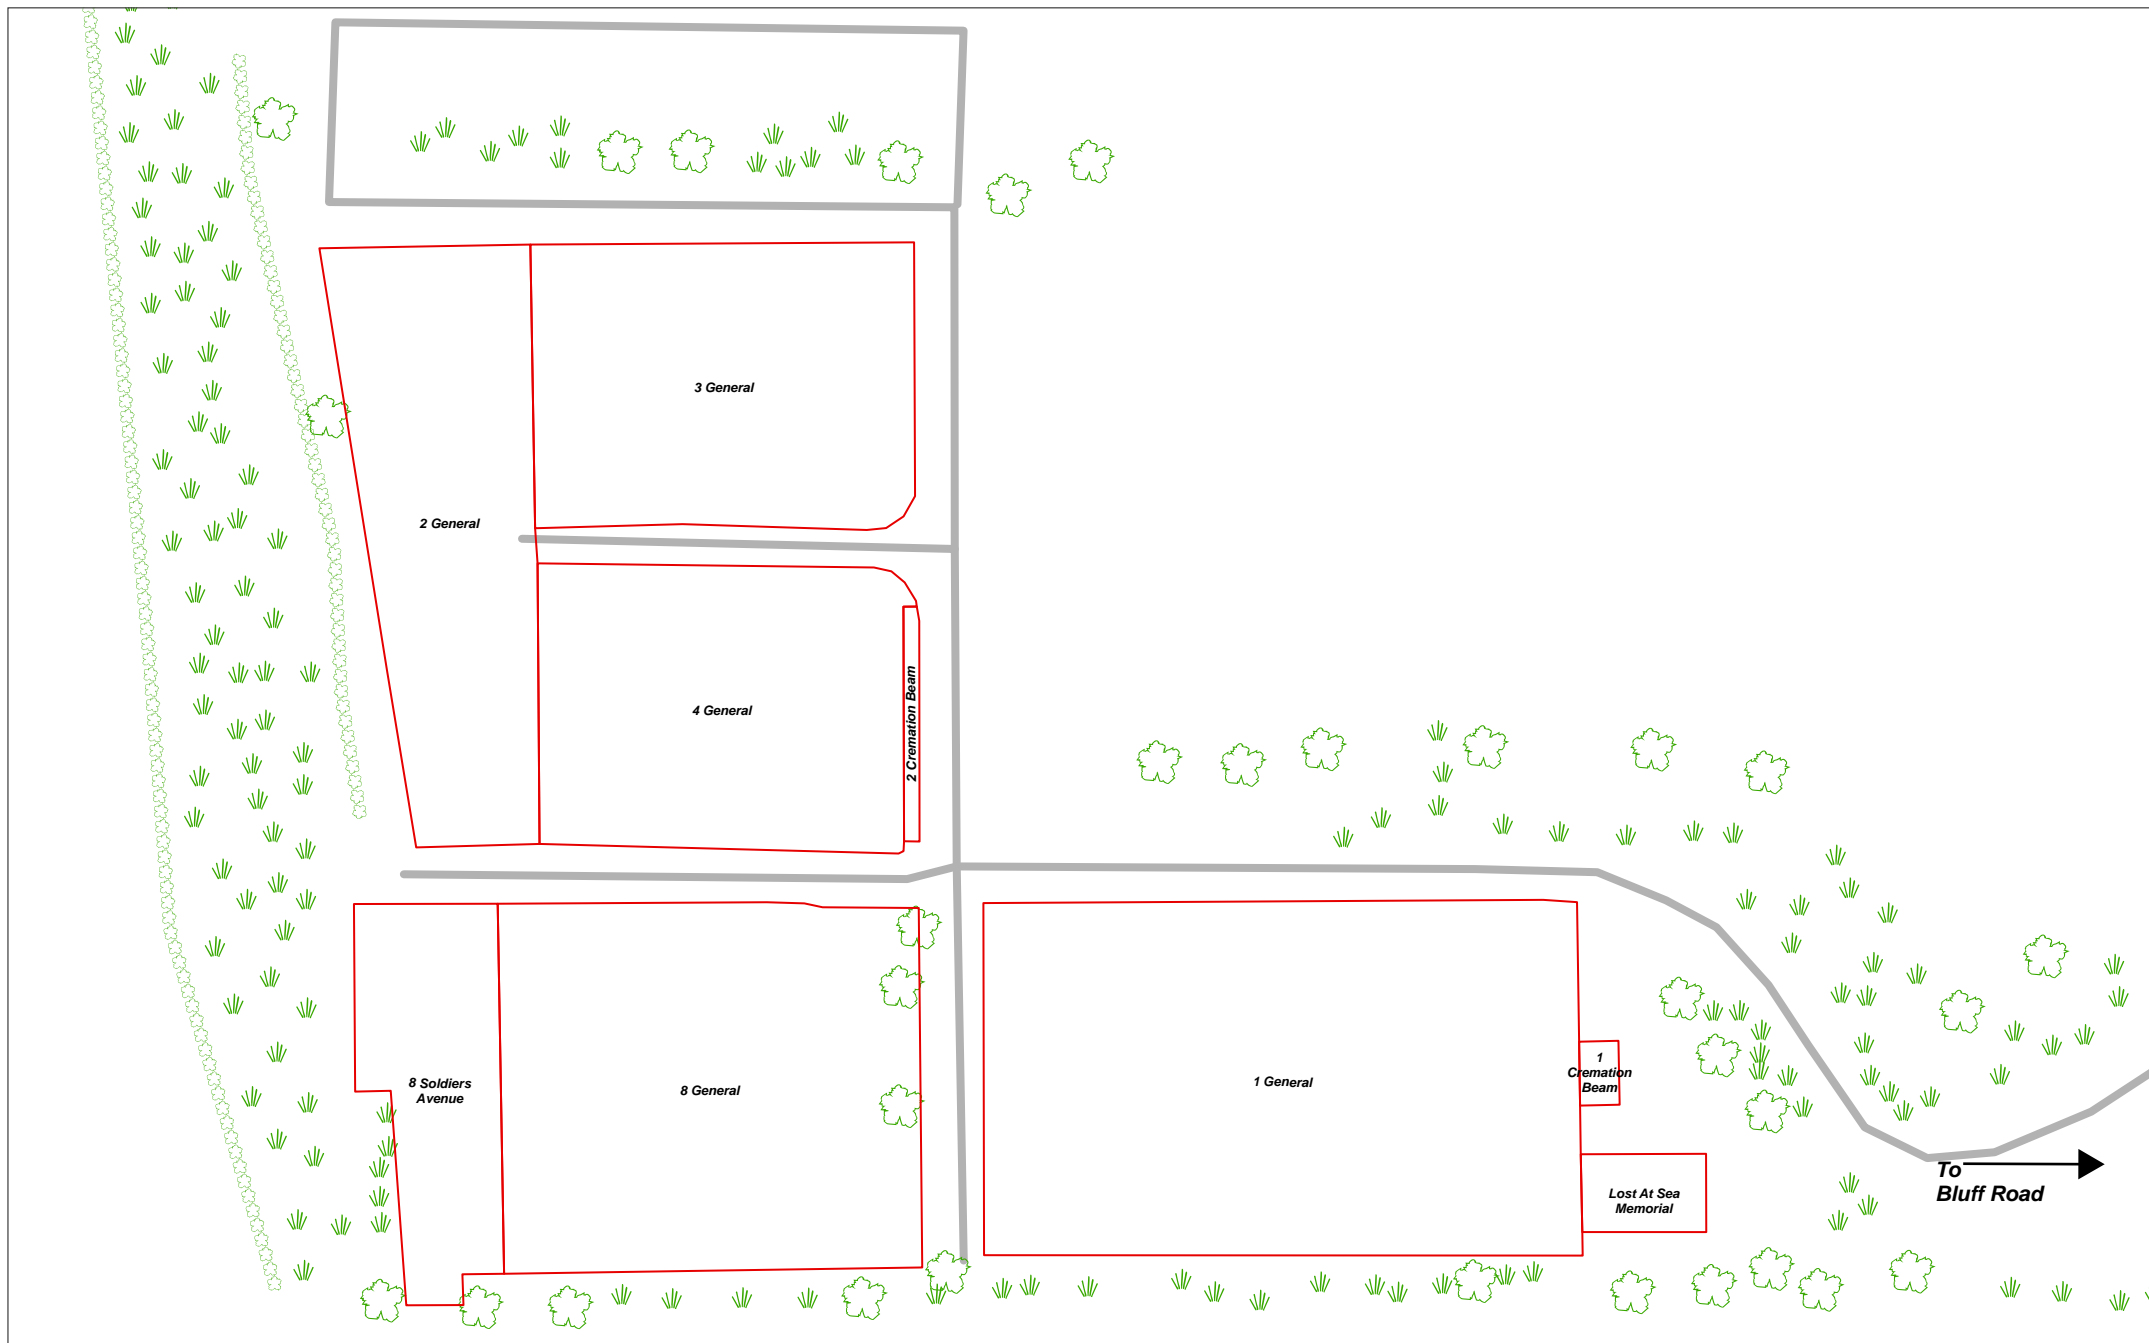 3 General
2 General
4 General
2 Cremation Beam
8 Soldiers
Avenue
8 General
1 General
1
Cremation
Beam
Lost At Sea
Memorial
To
Bluff Road